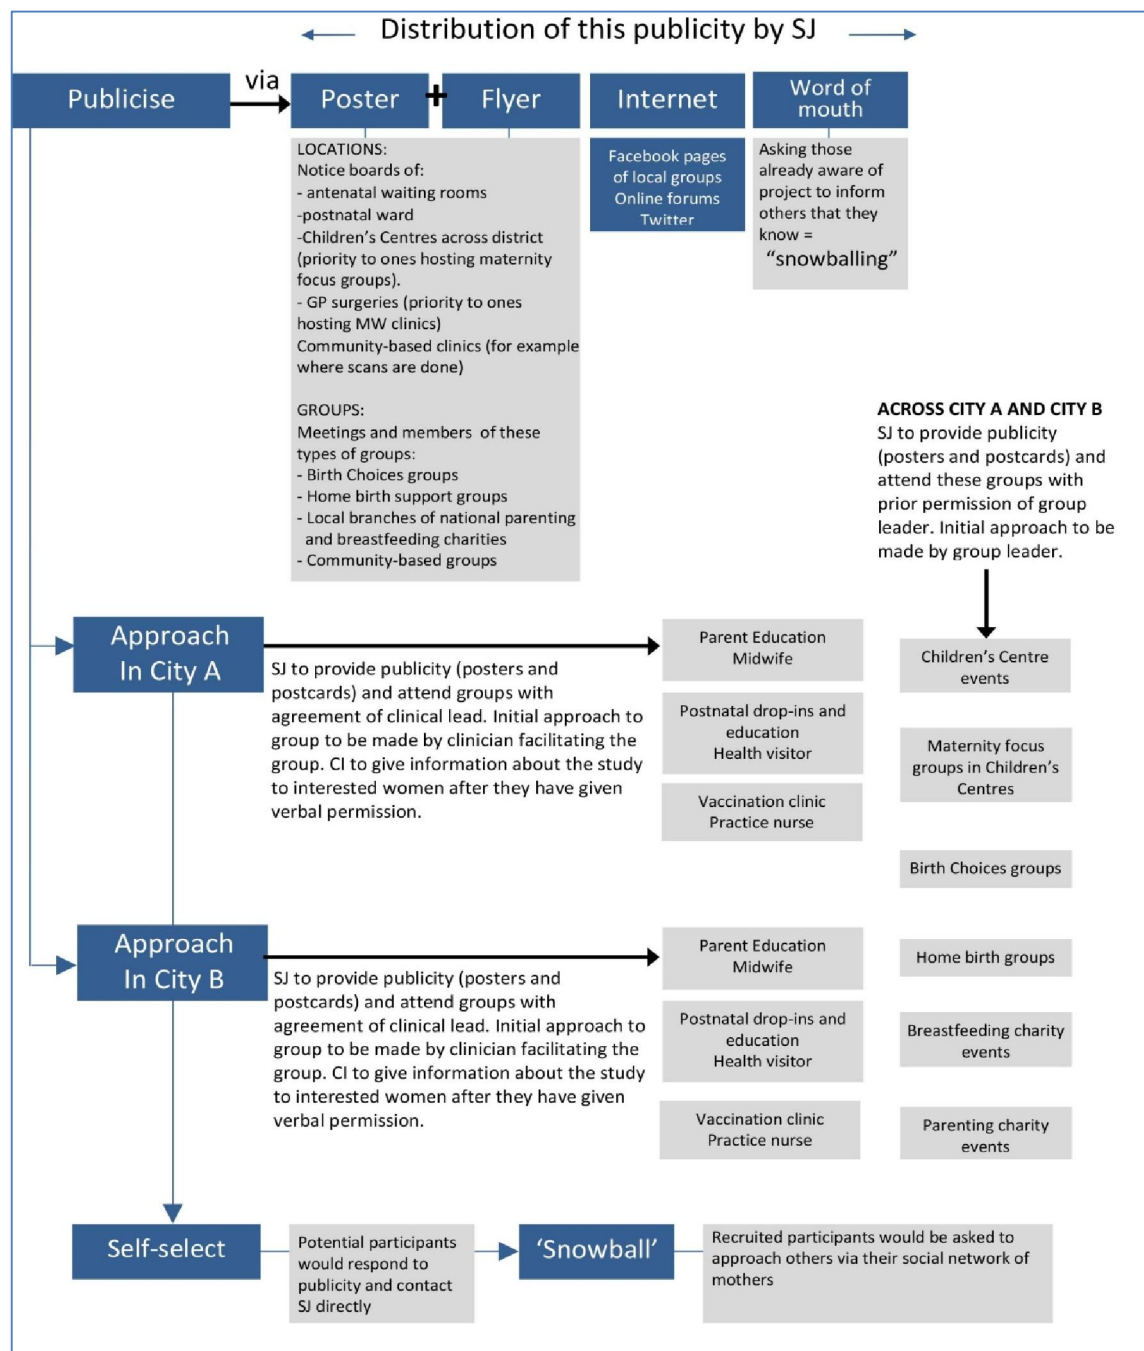 Distribution of this publicity by SJ
Publicise
via
Poster
+
Flyer
Internet
Word of
mouth
LOCATIONS:
Notice boards of:
- antenatal waiting rooms
-postnatal ward
-Children's Centres across district
(priority to ones hosting maternity
focus groups).
- GP surgeries (priority to ones
hosting MW clinics)
Community-based clinics (for example
where scans are done)
GROUPS:
Meetings and members of these
types of groups:
- Birth Choices groups
- Home birth support groups
- Local branches of national parenting
and breastfeeding charities
- Community-based groups
Facebook pages
of local groups
Online forums
Twitter
Asking those
already aware of
project to inform
others that they
know =
"snowballing"
ACROSS CITY A AND CITY B
SJ to provide publicity
(posters and postcards) and
attend these groups with
prior permission of group
leader. Initial approach to be
made by group leader.
Approach
In City A
SJ to provide publicity (posters and
postcards) and attend groups with
agreement of clinical lead. Initial approach to
group to be made by clinician facilitating the
group. CI to give information about the study
to interested women after they have given
verbal permission.
Parent Education
Midwife
Postnatal drop-ins and
education
Health visitor
Vaccination clinic
Practice nurse
Children's Centre
events
Maternity focus
groups in Children's
Centres
Birth Choices groups
Approach
In City B
SJ to provide publicity (posters and
postcards) and attend groups with
agreement of clinical lead. Initial approach to
group to be made by clinician facilitating the
group. CI to give information about the study
to interested women after they have given
verbal permission.
Parent Education
Midwife
Postnatal drop-ins and
education
Health visitor
Vaccination clinic
Practice nurse
Home birth groups
Breastfeeding charity
events
Parenting charity
events
Self-select
Potential participants
would respond to
publicity and contact
SJ directly
'Snowball'
Recruited participants would be asked to
approach others via their social network of
mothers